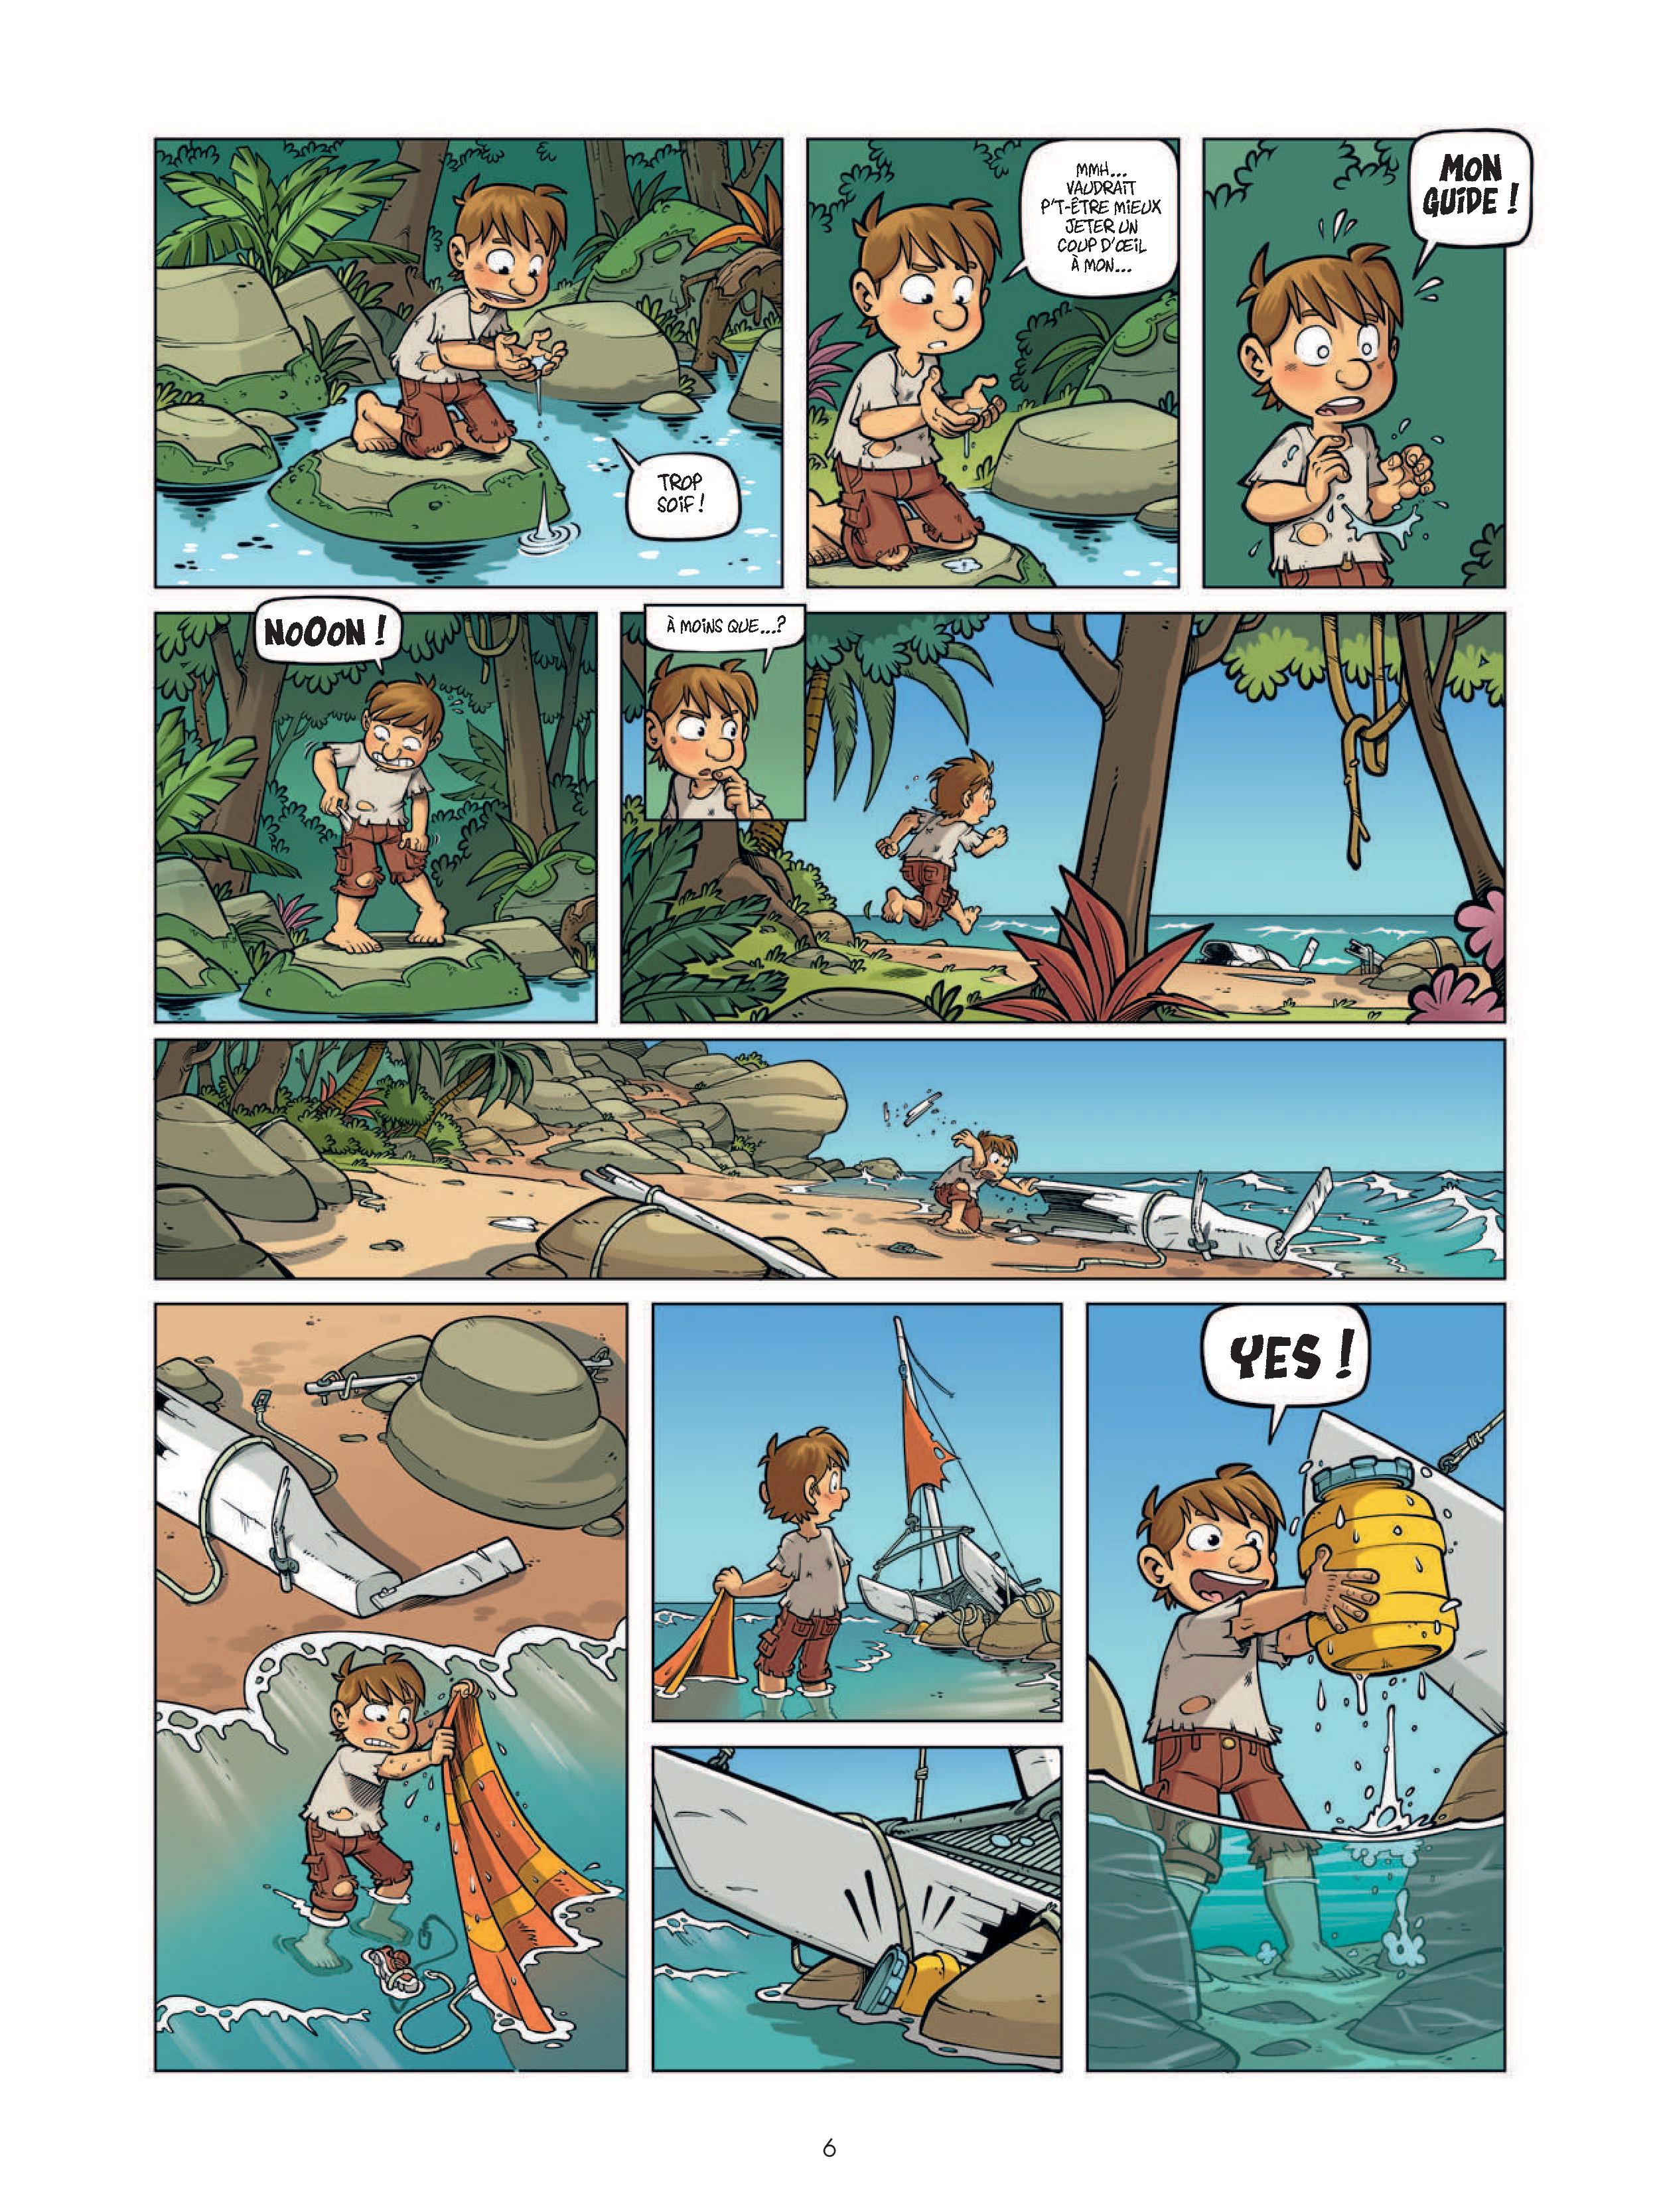 TROP
SOIF !
MMH...
VAUDRAIT
P'T-ÊTRE MIEUX
JETER UN
COUP D'ŒIL
À MON...
MON
GUIDE !
NOOON !
À MOINS QUE...?
YES !
6